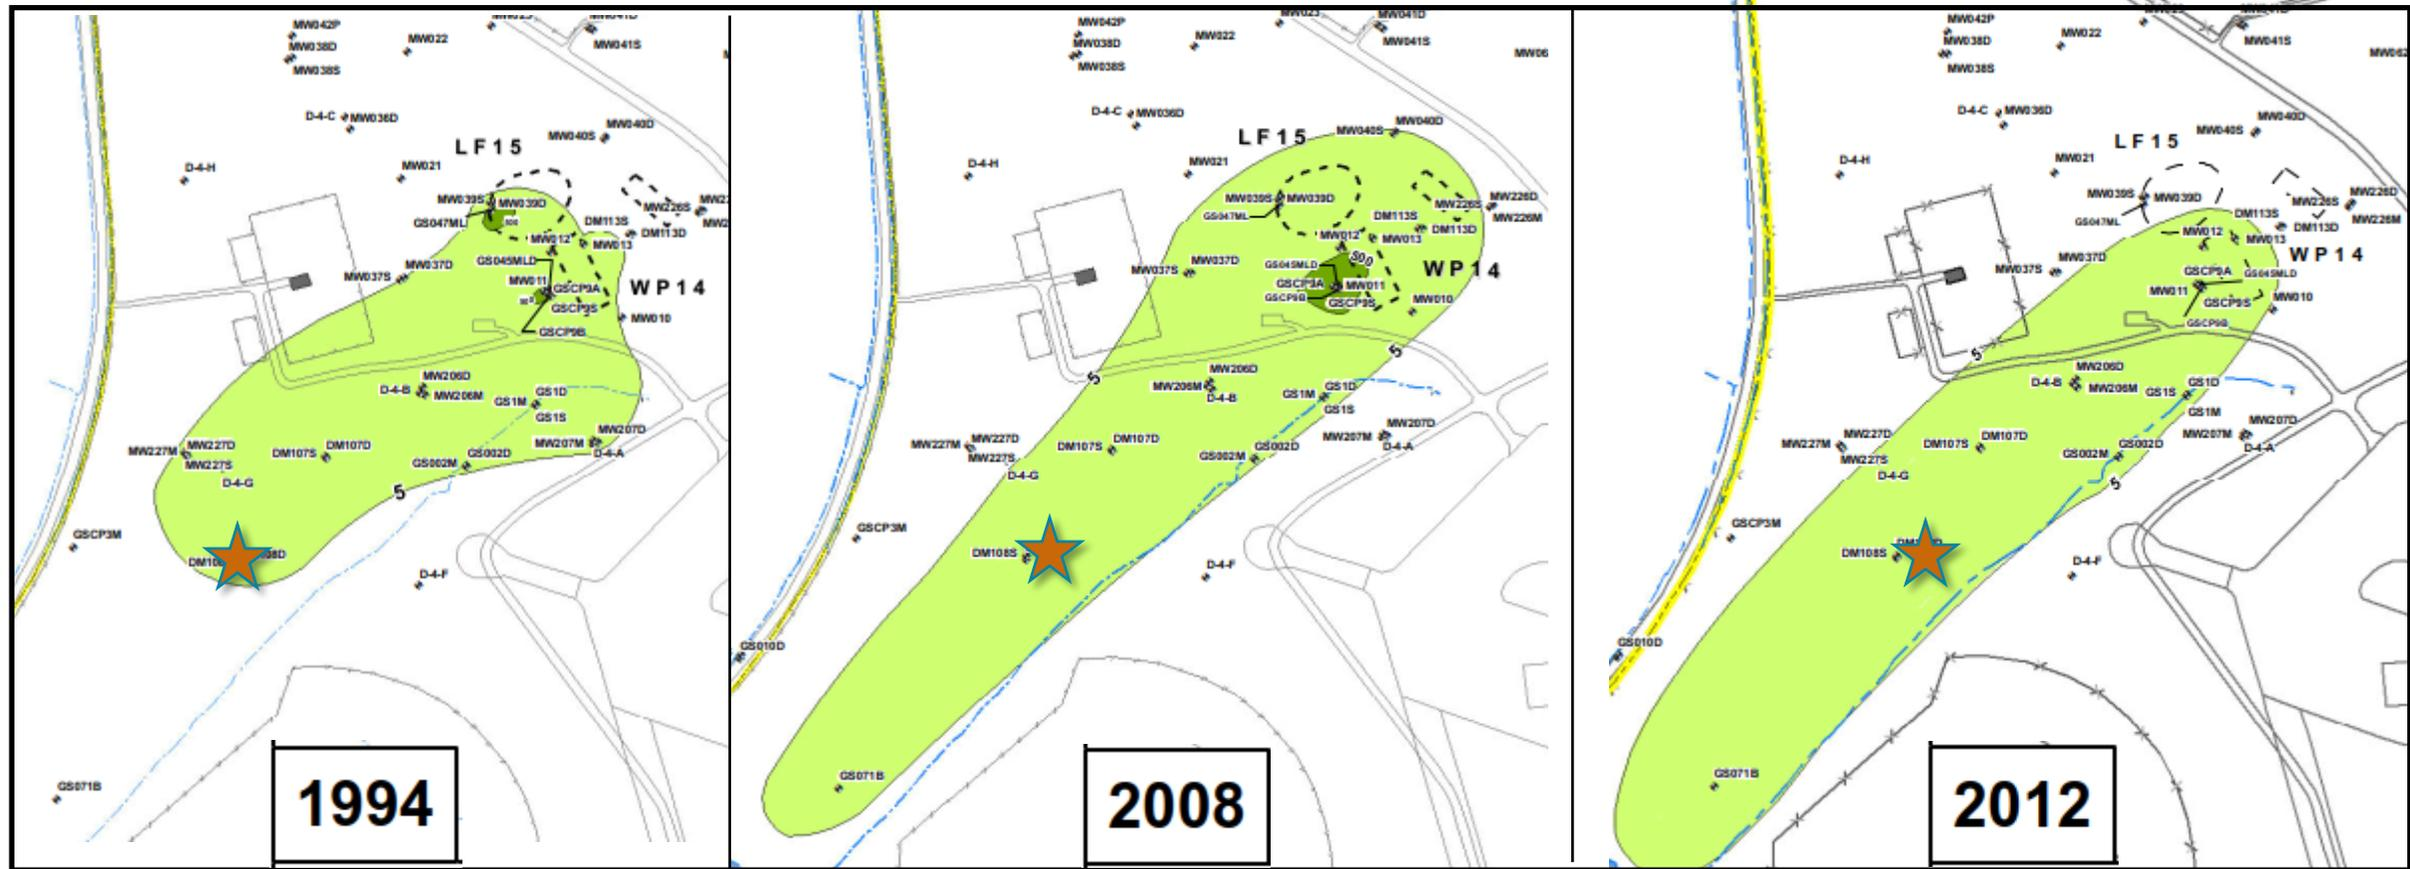 MW042P
MW038D
MW038S
MW022
MW041S
D-4-C
MW036D
MW040S
MW040D
LF15
D-4-H
MW021
MW039S
MW039D
GS047ML
500
MW226S
DM113S
DM113D
MW012
MW013
GS045MLD
MW037S
MW037D
MW011
GSCP9A
WP14
GSCP9S
MW010
GSCP9B
MW206D
D-4-B
MW206M
GS1M
GS1D
GS1S
MW227D
MW227M
MW227S
DM107S
DM107D
MW207D
MW207M
D-4-A
GS002M
GS002D
D-4-G
5
GSCP3M
D-4-F
GS071B
1994
MW042P
MW041D
MW038D
MW038S
MW022
MW041S
D-4-C
MW036D
MW040S
MW040D
LF15
D-4-H
MW021
MW039S
MW039D
GS047ML
MW226D
MW226S
MW226M
DM113S
DM113D
MW012
MW013
500
GS045MLD
MW037S
MW037D
GSCP9A
MW011
WP14
GSCP9B
GSCP9S
MW010
5
5
MW206D
MW206M
D-4-B
GS1D
GS1M
GS1S
MW227M
MW227D
MW227S
DM107S
DM107D
MW207D
MW207M
D-4-A
GS002D
GS002M
D-4-G
GSCP3M
DM108S
D-4-F
GS010D
GS071B
2008
MW042P
MW038D
MW038S
MW022
MW041S
D-4-C
MW036D
MW040S
MW040D
LF15
D-4-H
MW021
MW039S
MW039D
GS047ML
MW226D
MW226S
MW226M
DM113S
DM113D
MW012
MW013
WP14
MW037S
MW037D
GSCP9A
GS045MLD
MW011
GSCP9S
MW010
GSCP9B
5
MW206D
D-4-B
MW206M
GS1S
GS1D
GS1M
MW227M
MW227D
MW227S
DM107S
DM107D
MW207D
MW207M
D-4-A
GS002D
GS002M
D-4-G
5
GSCP3M
DM108S
D-4-F
GS010D
GS071B
2012